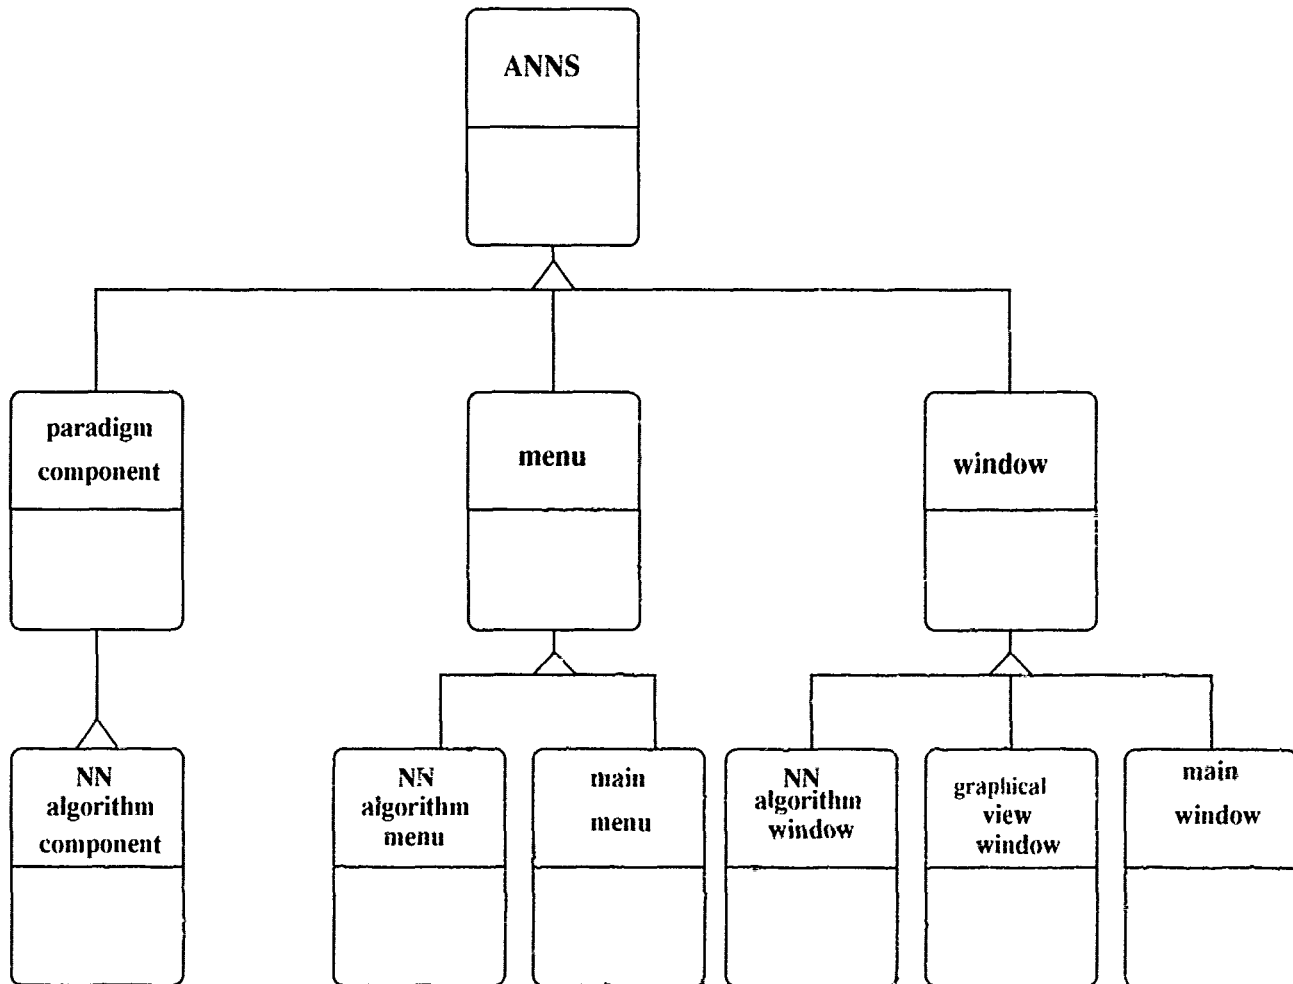 ANNS
paradigm
component
menu
window
NN
algorithm
component
NN
algorithm
menu
main
menu
NN
algorithm
window
graphical
view
window
main
window